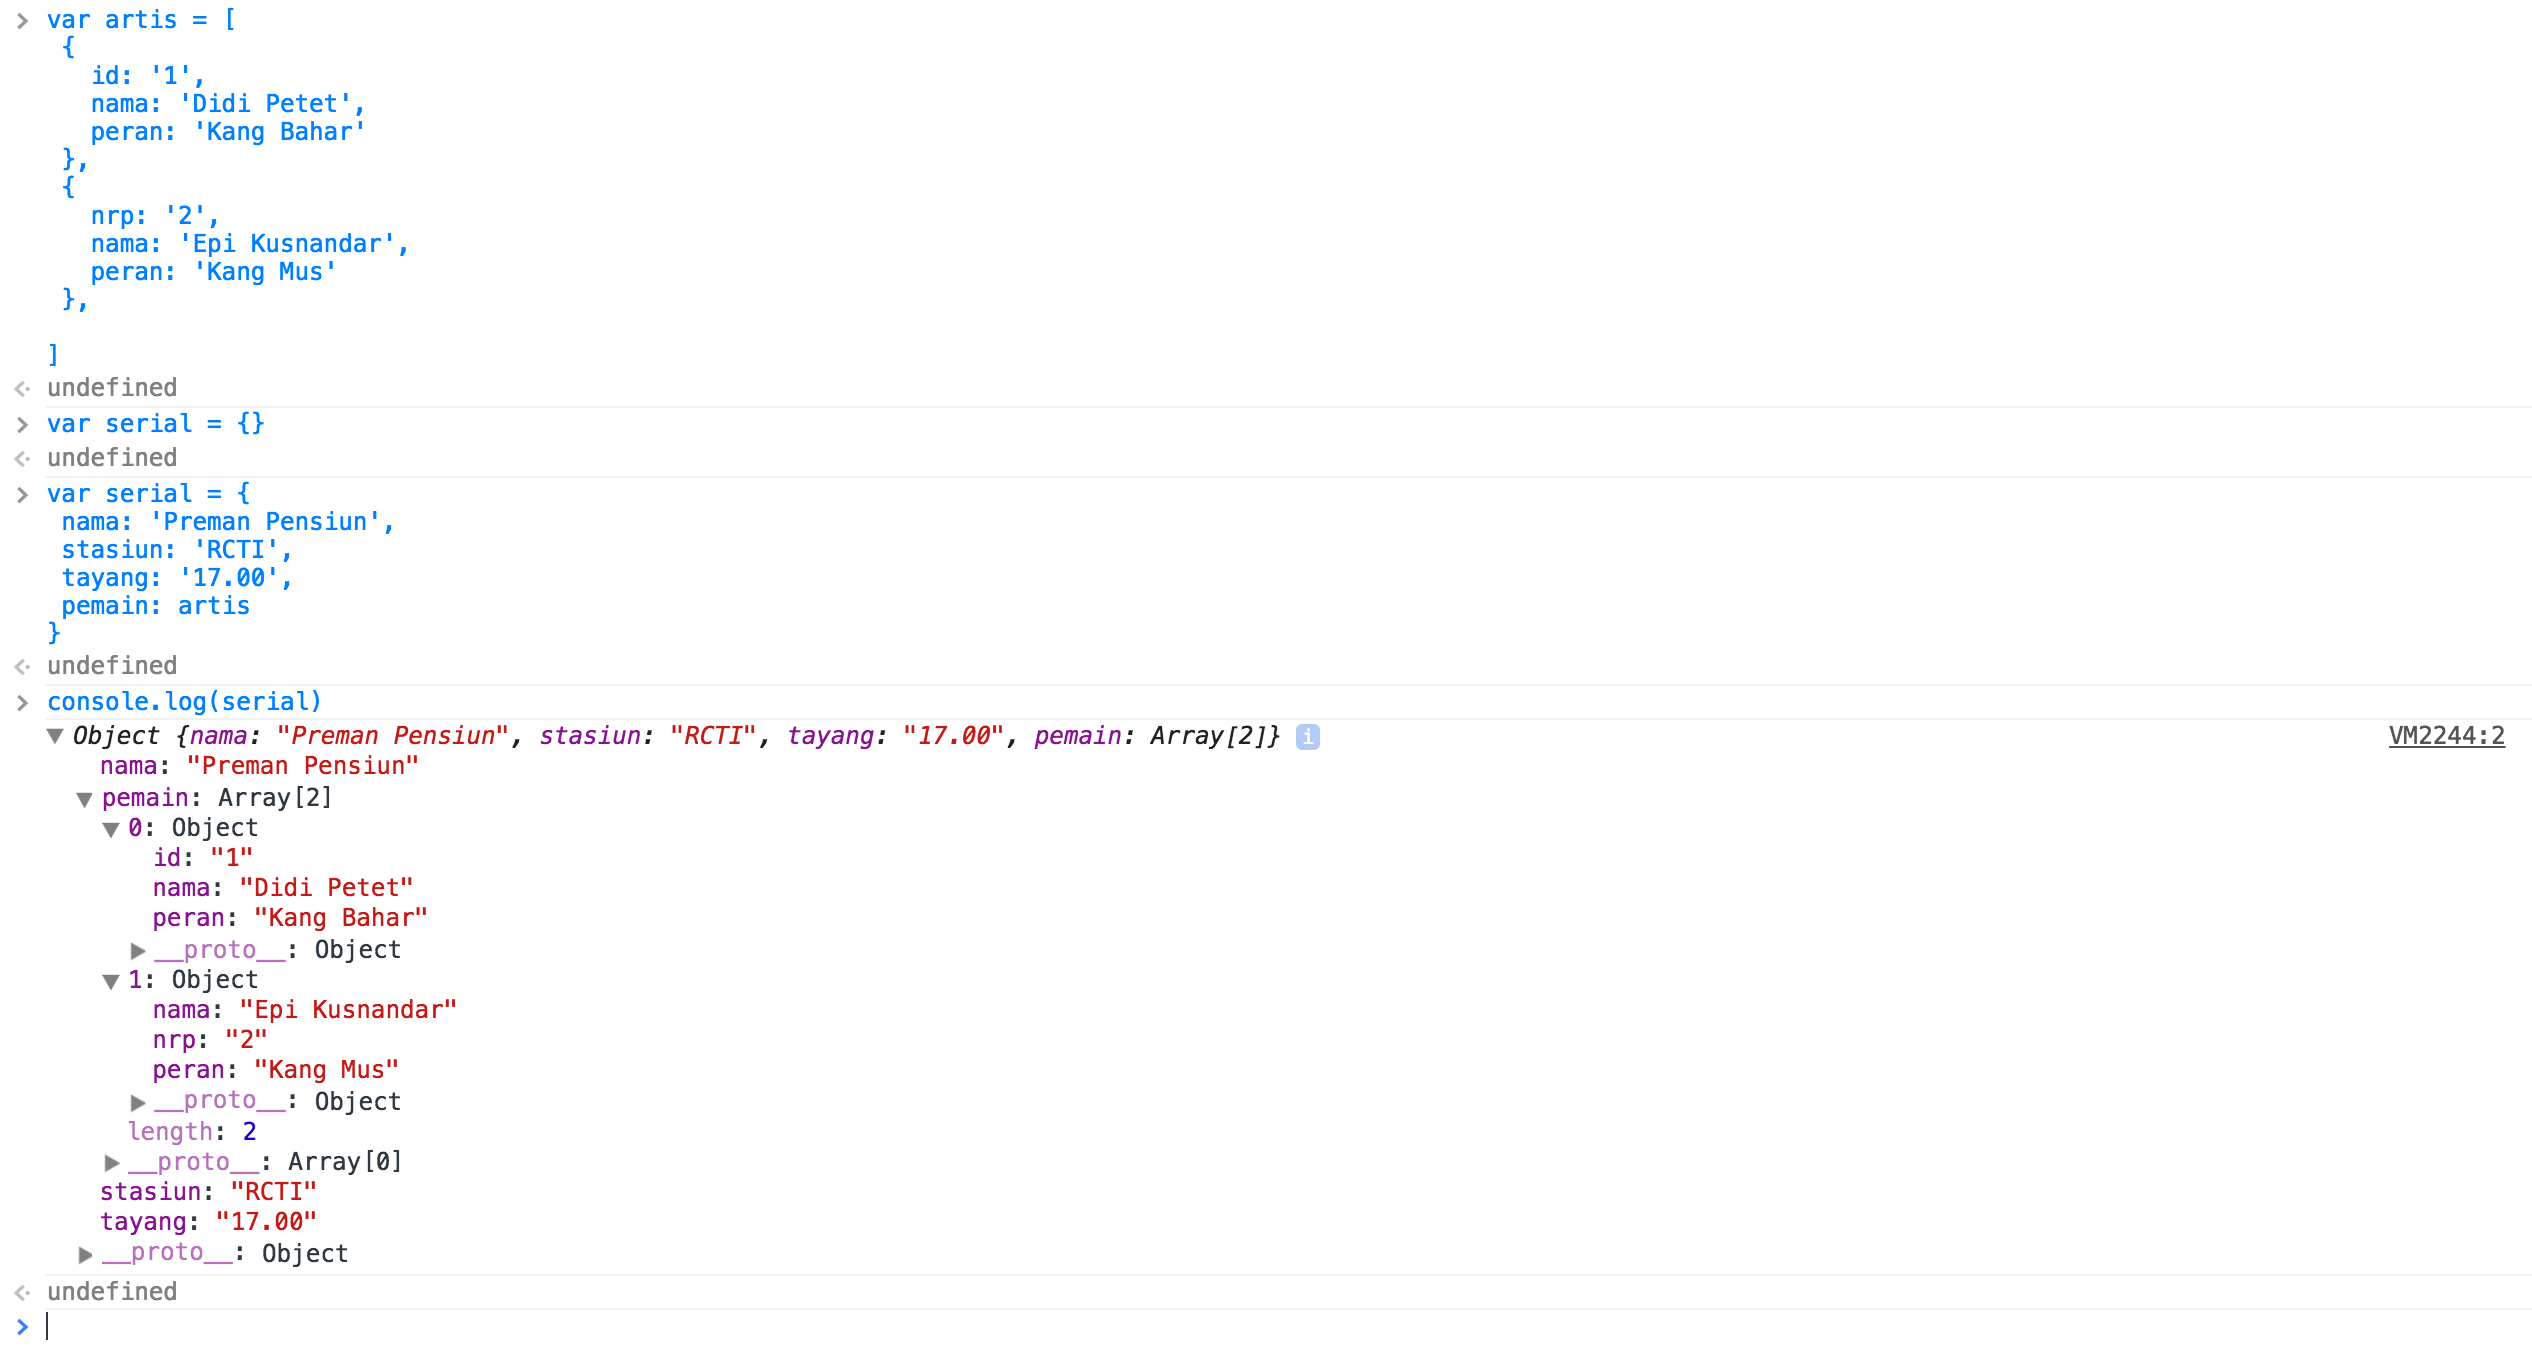 var artis = [
{
id: '1',
nama: 'Didi Petet',
peran: 'Kang Bahar'
},
{
nrp: '2',
nama: 'Epi Kusnandar',
peran: 'Kang Mus'
},
]
undefined
var serial = {}
undefined
var serial = {
nama: 'Preman Pensiun',
stasiun: 'RCTI',
tayang: '17.00',
pemain: artis
}
undefined
console.log(serial)
Object {nama: "Preman Pensiun", stasiun: "RCTI", tayang: "17.00", pemain: Array[2]} i VM2244:2
nama: "Preman Pensiun"
pemain: Array[2]
0: Object
id: "1"
nama: "Didi Petet"
peran: "Kang Bahar"
__proto__: Object
1: Object
nama: "Epi Kusnandar"
nrp: "2"
peran: "Kang Mus"
__proto__: Object
length: 2
__proto__: Array[0]
stasiun: "RCTI"
tayang: "17.00"
__proto__: Object
undefined